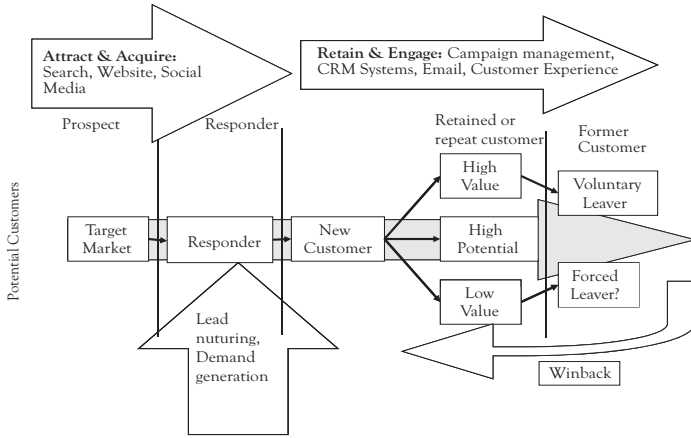 Attract & Acquire:
Search, Website, Social
Media
Retain & Engage: Campaign management,
CRM Systems, Email, Customer Experience
Prospect
Responder
Retained or
repeat customer
Former
Customer
Potential Customers
Target
Market
Responder
New
Customer
High
Value
High
Potential
Low
Value
Voluntary
Leaver
Forced
Leaver?
Lead
nuturing,
Demand
generation
Winback